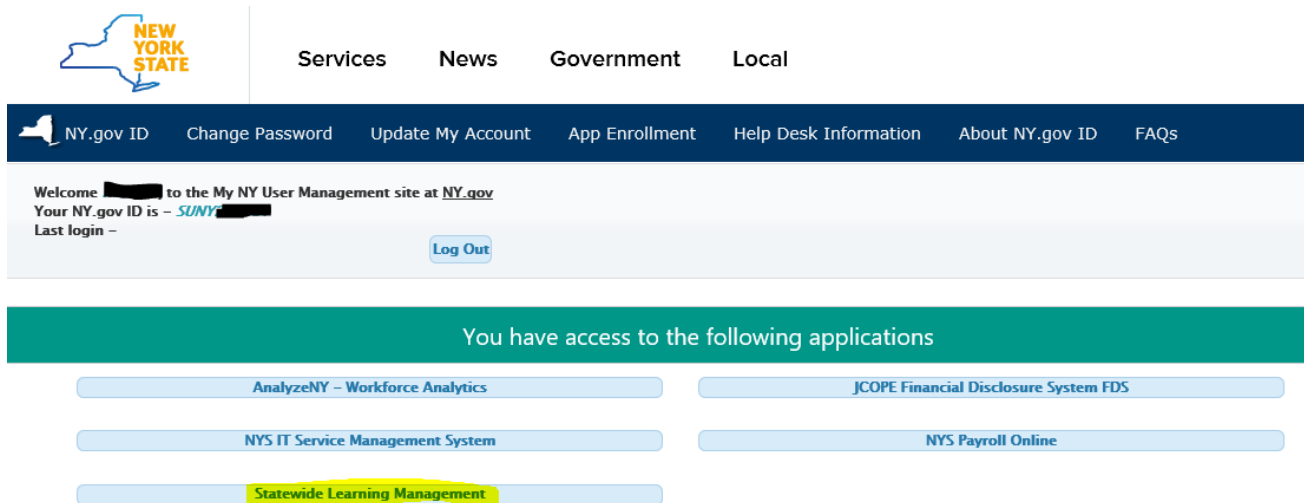 NEW
YORK
STATE
Services News Government Local
NY.gov ID Change Password Update My Account App Enrollment Help Desk Information About NY.gov ID FAQs
Welcome to the My NY User Management site at NY.gov
Your NY.gov ID is – SUNY
Last login –
Log Out
You have access to the following applications
AnalyzeNY – Workforce Analytics JCOPE Financial Disclosure System FDS
NYS IT Service Management System NYS Payroll Online
Statewide Learning Management